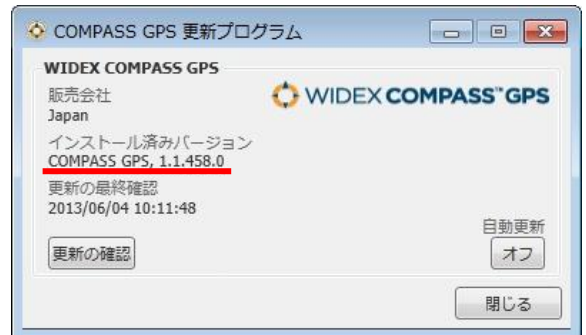 COMPASS GPS 更新プログラム
WIDEX COMPASS GPS
WIDEX COMPASS™GPS
販売会社
Japan
インストール済みバージョン
COMPASS GPS, 1.1.458.0
更新の最終確認
2013/06/04 10:11:48
自動更新
更新の確認
オフ
閉じる